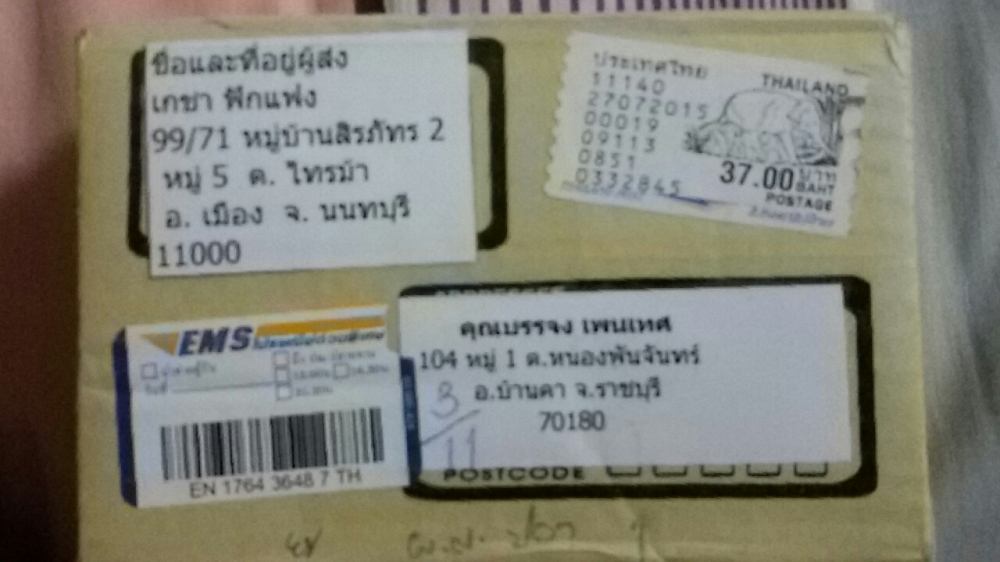 ชื่อและที่อยู่ผู้ส่ง
เกชา ฟักแฟง
99/71 หมู่บ้านสิรภัทร 2
หมู่ 5 ต. ไทรม้า
อ. เมือง จ. นนทบุรี
11000
ประเทศไทย
THAILAND
11140
27072015
00019
09113
0851
0332845
37.00 บาท
BAHT
POSTAGE
EMS
EN 1764 3648 7 TH
คุณบรรจง เพนเทศ
104 หมู่ 1 ต.หนองพันจันทร์
อ.บ้านคา จ.ราชบุรี
70180
3/11
POSTCODE